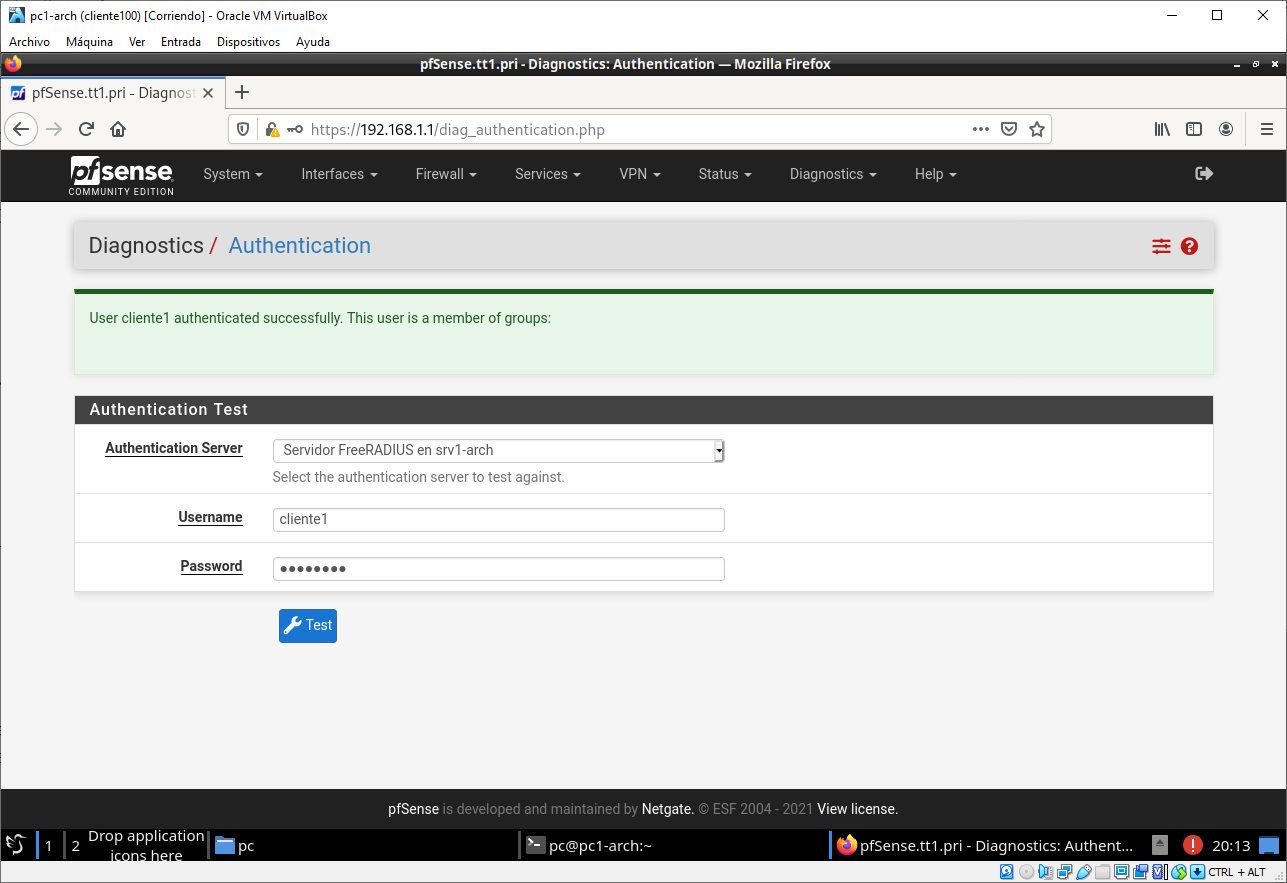 pc1-arch (cliente100) [Corriendo] - Oracle VM VirtualBox
Archivo Máquina Ver Entrada Dispositivos Ayuda
pfSense.tt1.pri - Diagnostics: Authentication — Mozilla Firefox
pfSense.tt1.pri - Diagnost
https://192.168.1.1/diag_authentication.php
pfsense
COMMUNITY EDITION
System Interfaces Firewall Services VPN Status Diagnostics Help
Diagnostics / Authentication
User cliente1 authenticated successfully. This user is a member of groups:
Authentication Test
Authentication Server Servidor FreeRADIUS en srv1-arch
Select the authentication server to test against.
Username cliente1
Password ••••••••
Test
pfSense is developed and maintained by Netgate. © ESF 2004 - 2021 View license.
1 2 Drop application icons here pc pc@pc1-arch:~ pfSense.tt1.pri - Diagnostics: Authent... 20:13
CTRL + ALT